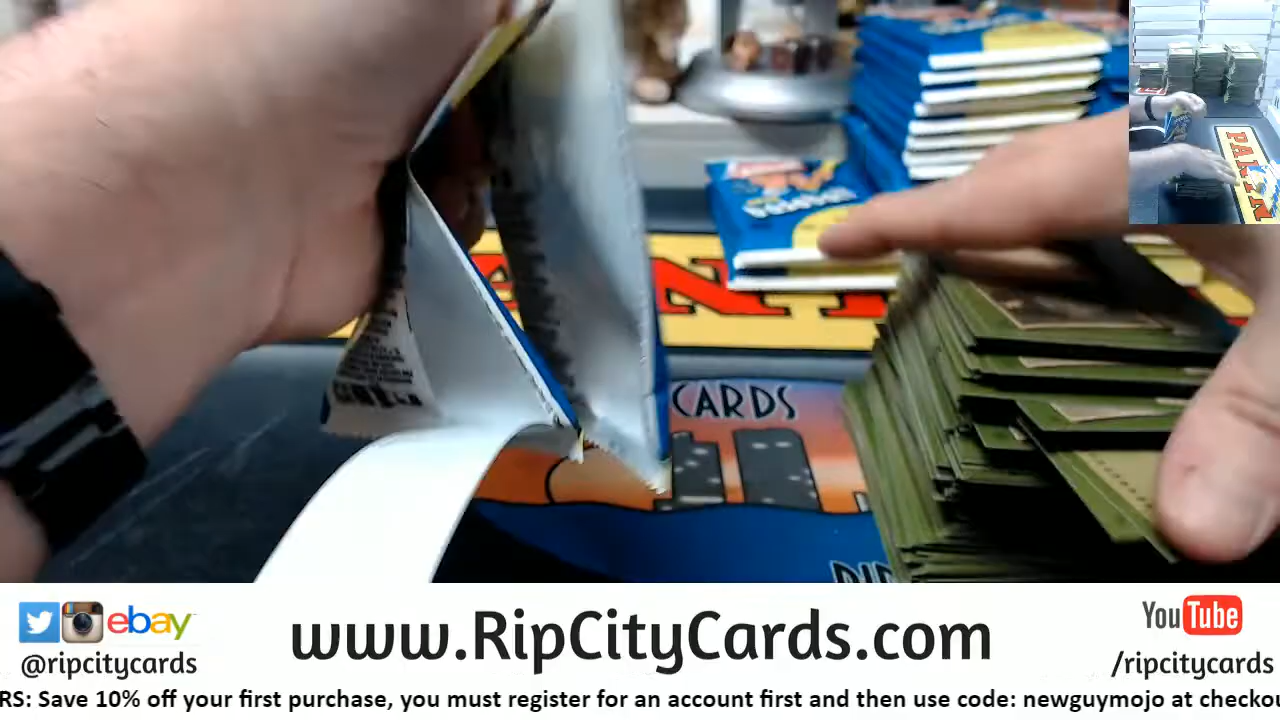 CARDS
PANIN
ebay
@ripcitycards
www.RipCityCards.com
YouTube
/ripcitycards
RS: Save 10% off your first purchase, you must register for an account first and then use code: newguymojo at checkou